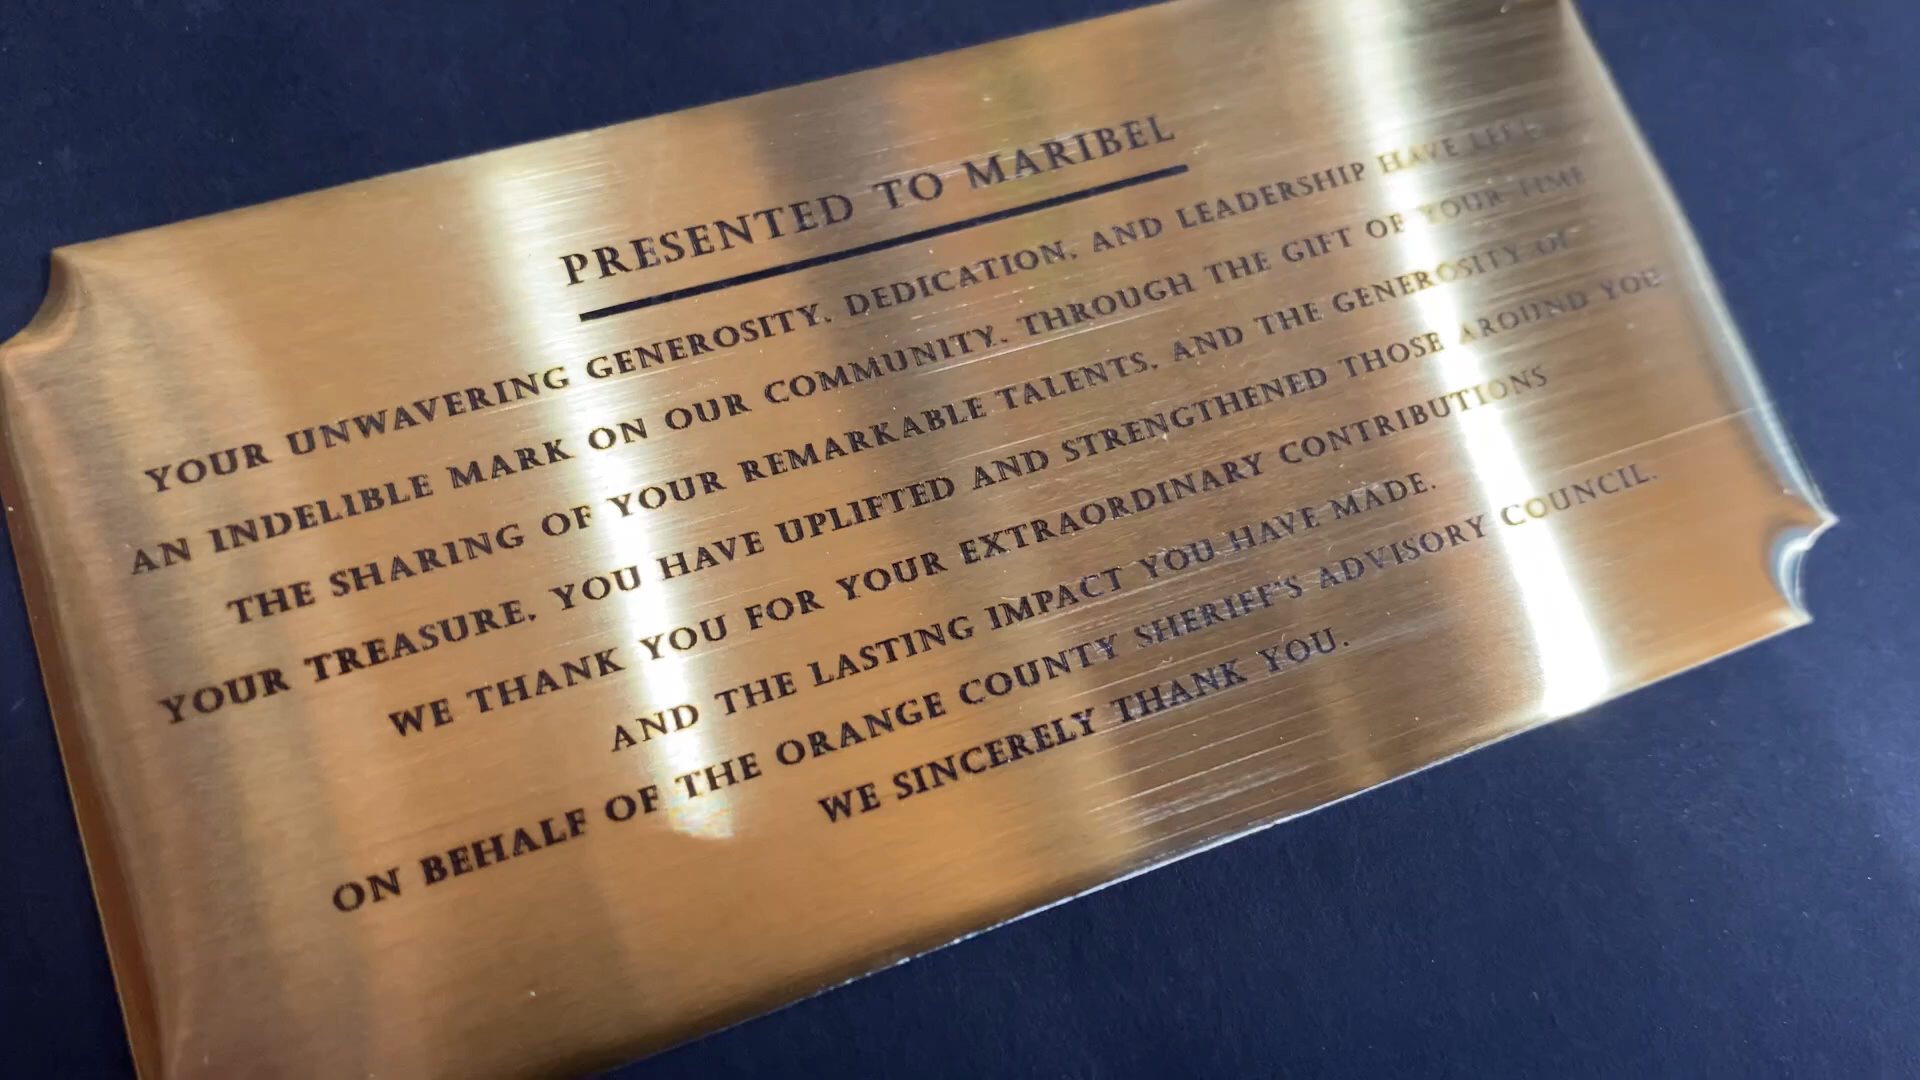 PRESENTED TO MARIBEL
YOUR UNWAVERING GENEROSITY, DEDICATION, AND LEADERSHIP HAVE LEFT
AN INDELIBLE MARK ON OUR COMMUNITY. THROUGH THE GIFT OF YOUR TIME
THE SHARING OF YOUR REMARKABLE TALENTS, AND THE GENEROSITY OF
YOUR TREASURE, YOU HAVE UPLIFTED AND STRENGTHENED THOSE AROUND YOU
WE THANK YOU FOR YOUR EXTRAORDINARY CONTRIBUTIONS
AND THE LASTING IMPACT YOU HAVE MADE.
ON BEHALF OF THE ORANGE COUNTY SHERIFF'S ADVISORY COUNCIL.
WE SINCERELY THANK YOU.